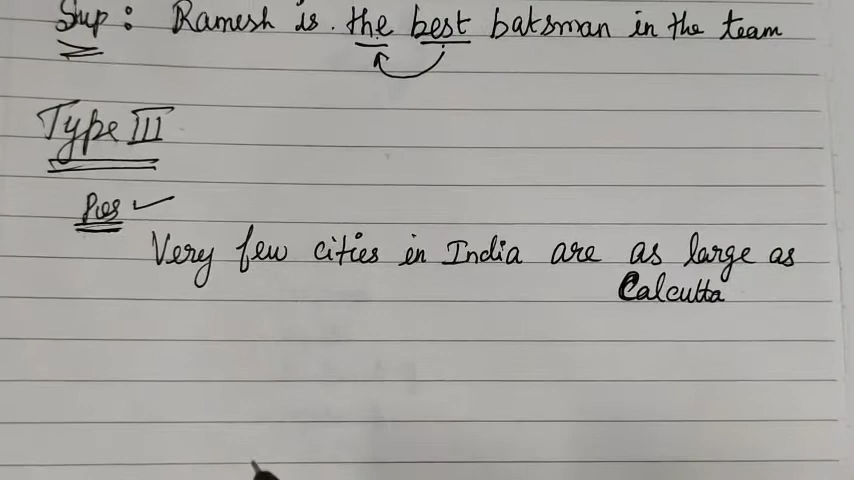 Sup: Ramesh is. the best batsman in the team
Type III
Pos ✓
Very few cities in India are as large as
Calcutta